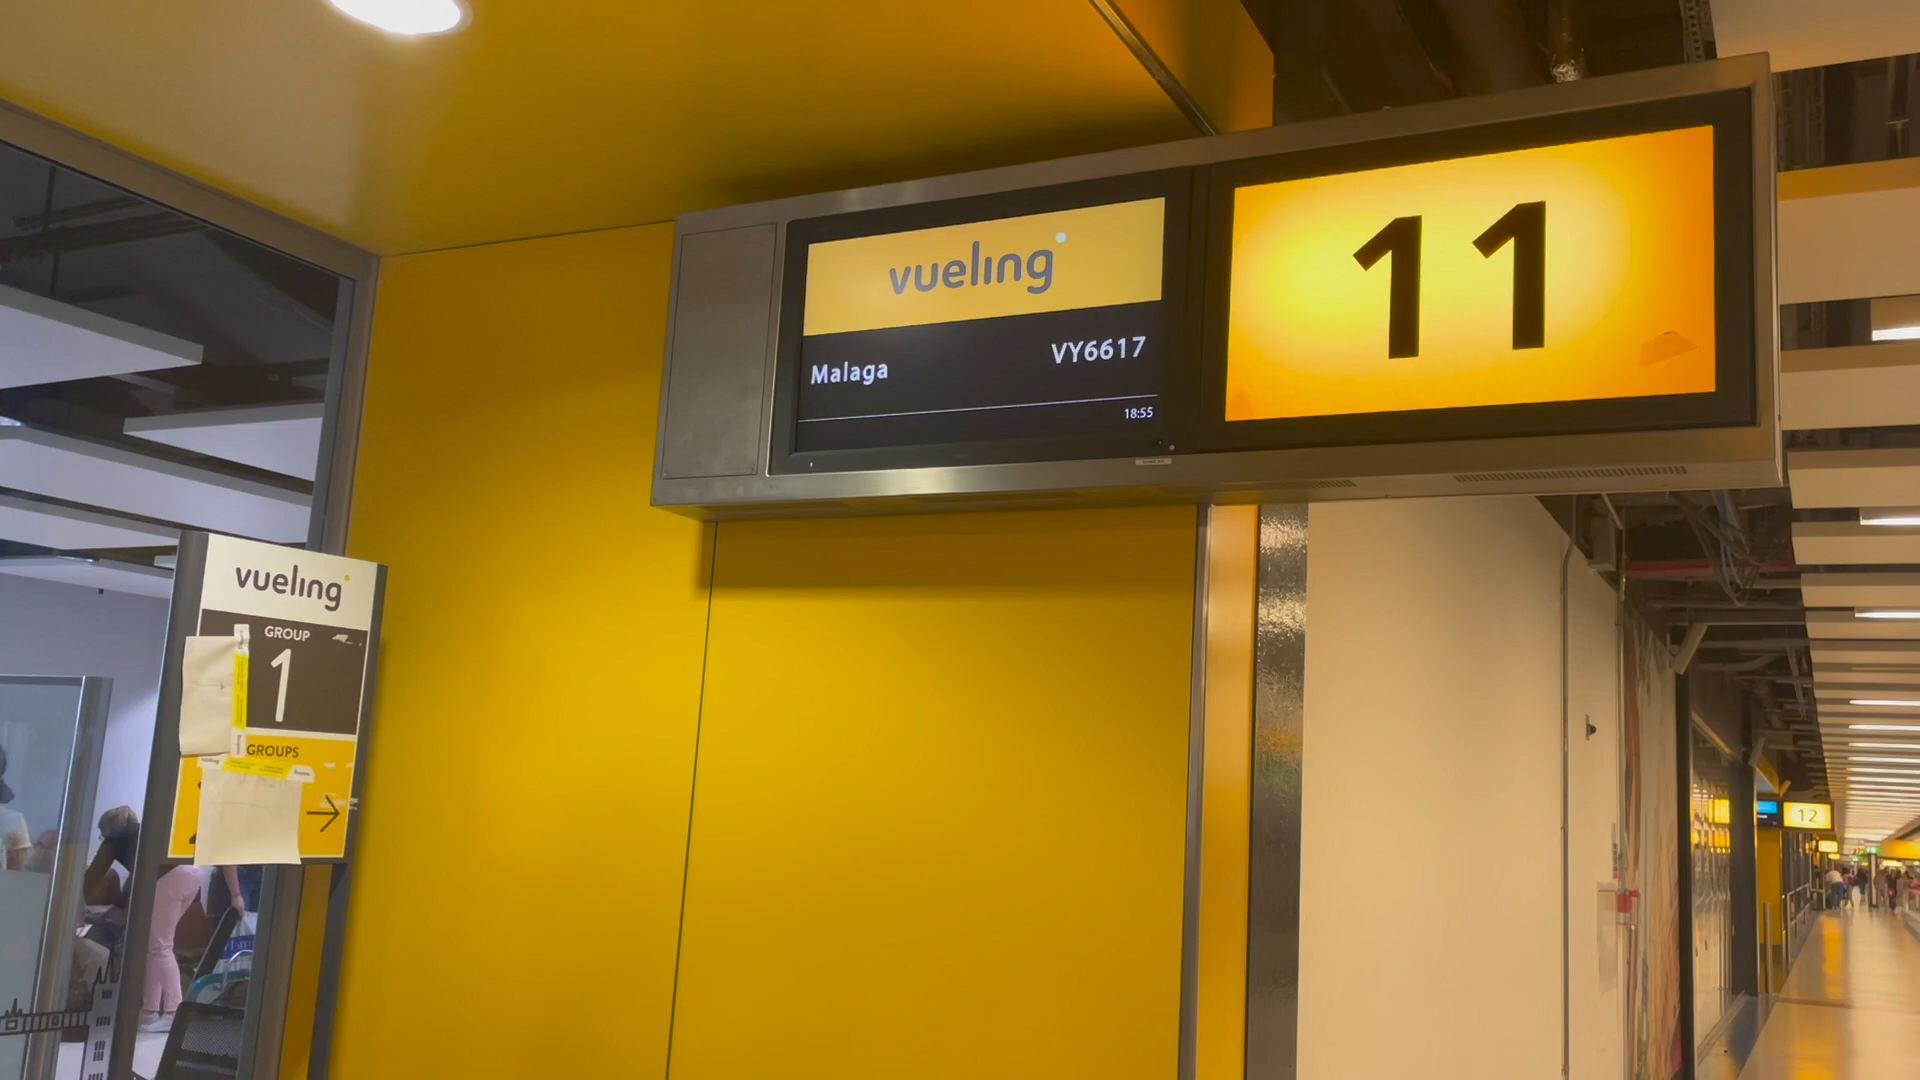 vueling
Malaga VY6617
18:55
11
vueling
GROUP
1
GROUPS
12